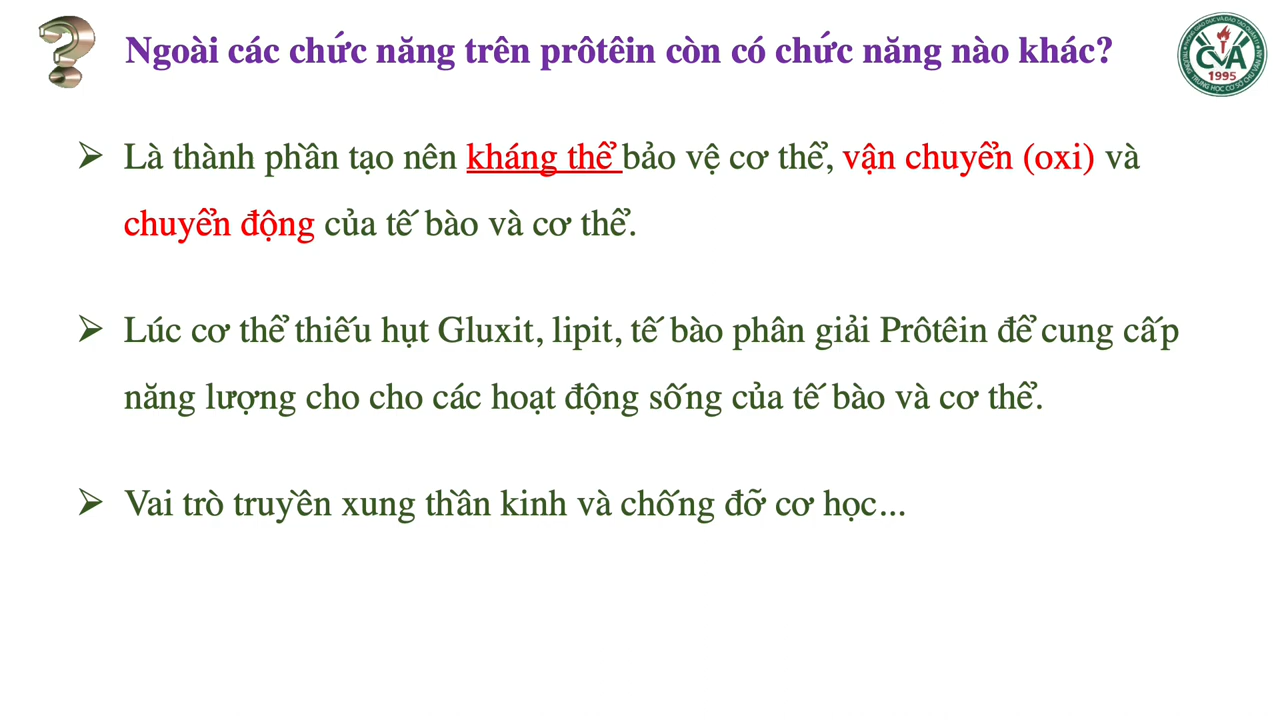 Ngoài các chức năng trên prôtêin còn có chức năng nào khác?
CVA
1995
Là thành phần tạo nên kháng thể bảo vệ cơ thể, vận chuyển (oxi) và
chuyển động của tế bào và cơ thể.
Lúc cơ thể thiếu hụt Gluxit, lipit, tế bào phân giải Prôtêin để cung cấp
năng lượng cho cho các hoạt động sống của tế bào và cơ thể.
Vai trò truyền xung thần kinh và chống đỡ cơ học...